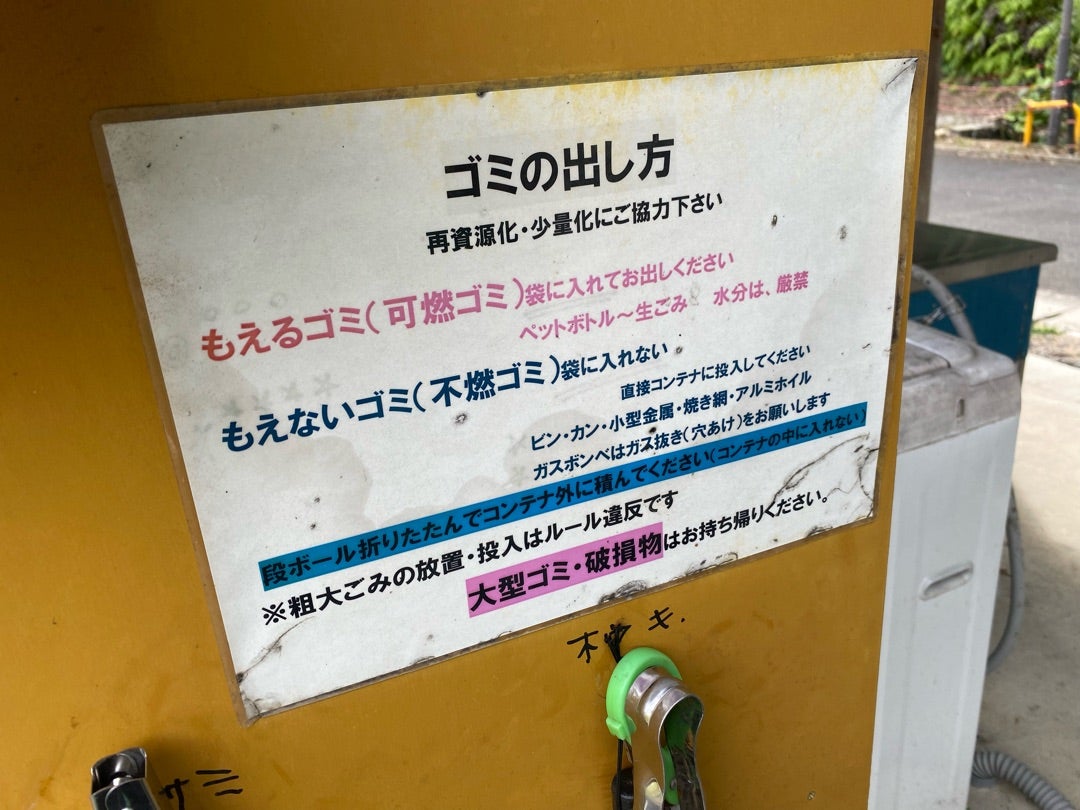 ゴミの出し方
再資源化・少量化にご協力下さい
もえるゴミ(可燃ゴミ)袋に入れてお出しください
ペットボトル～生ごみ　水分は、厳禁
もえないゴミ(不燃ゴミ)袋に入れない
直接コンテナに投入してください
ビン・カン・小型金属・焼き網・アルミホイル
ガスボンベはガス抜き(穴あけ)をお願いします
段ボール折りたたんでコンテナ外に積んでください(コンテナの中に入れない)
※粗大ごみの放置・投入はルール違反です
大型ゴミ・破損物はお持ち帰りください。